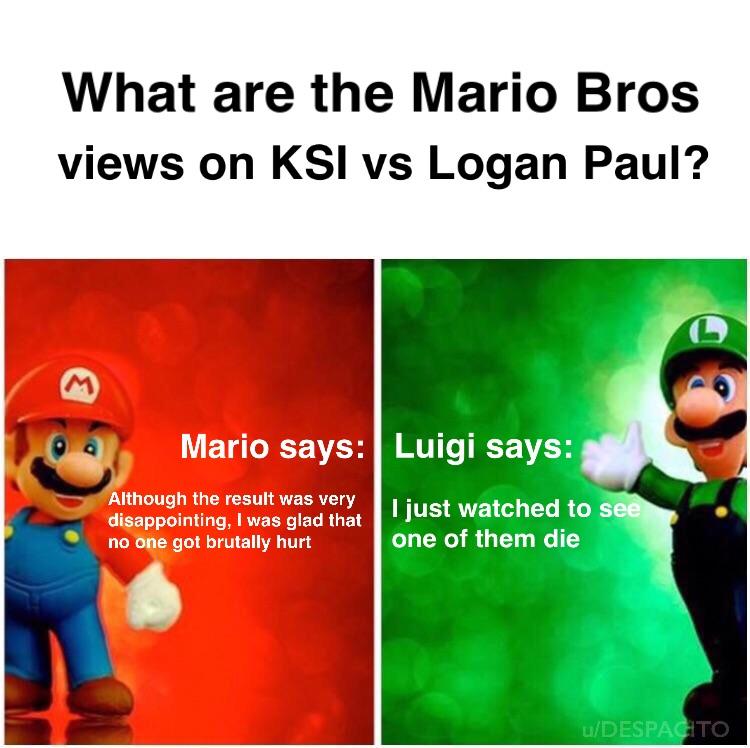 What are the Mario Bros
views on KSI vs Logan Paul?
M
L
Mario says:
Although the result was very
disappointing, I was glad that
no one got brutally hurt
Luigi says:
I just watched to see
one of them die
u/DESPACITO